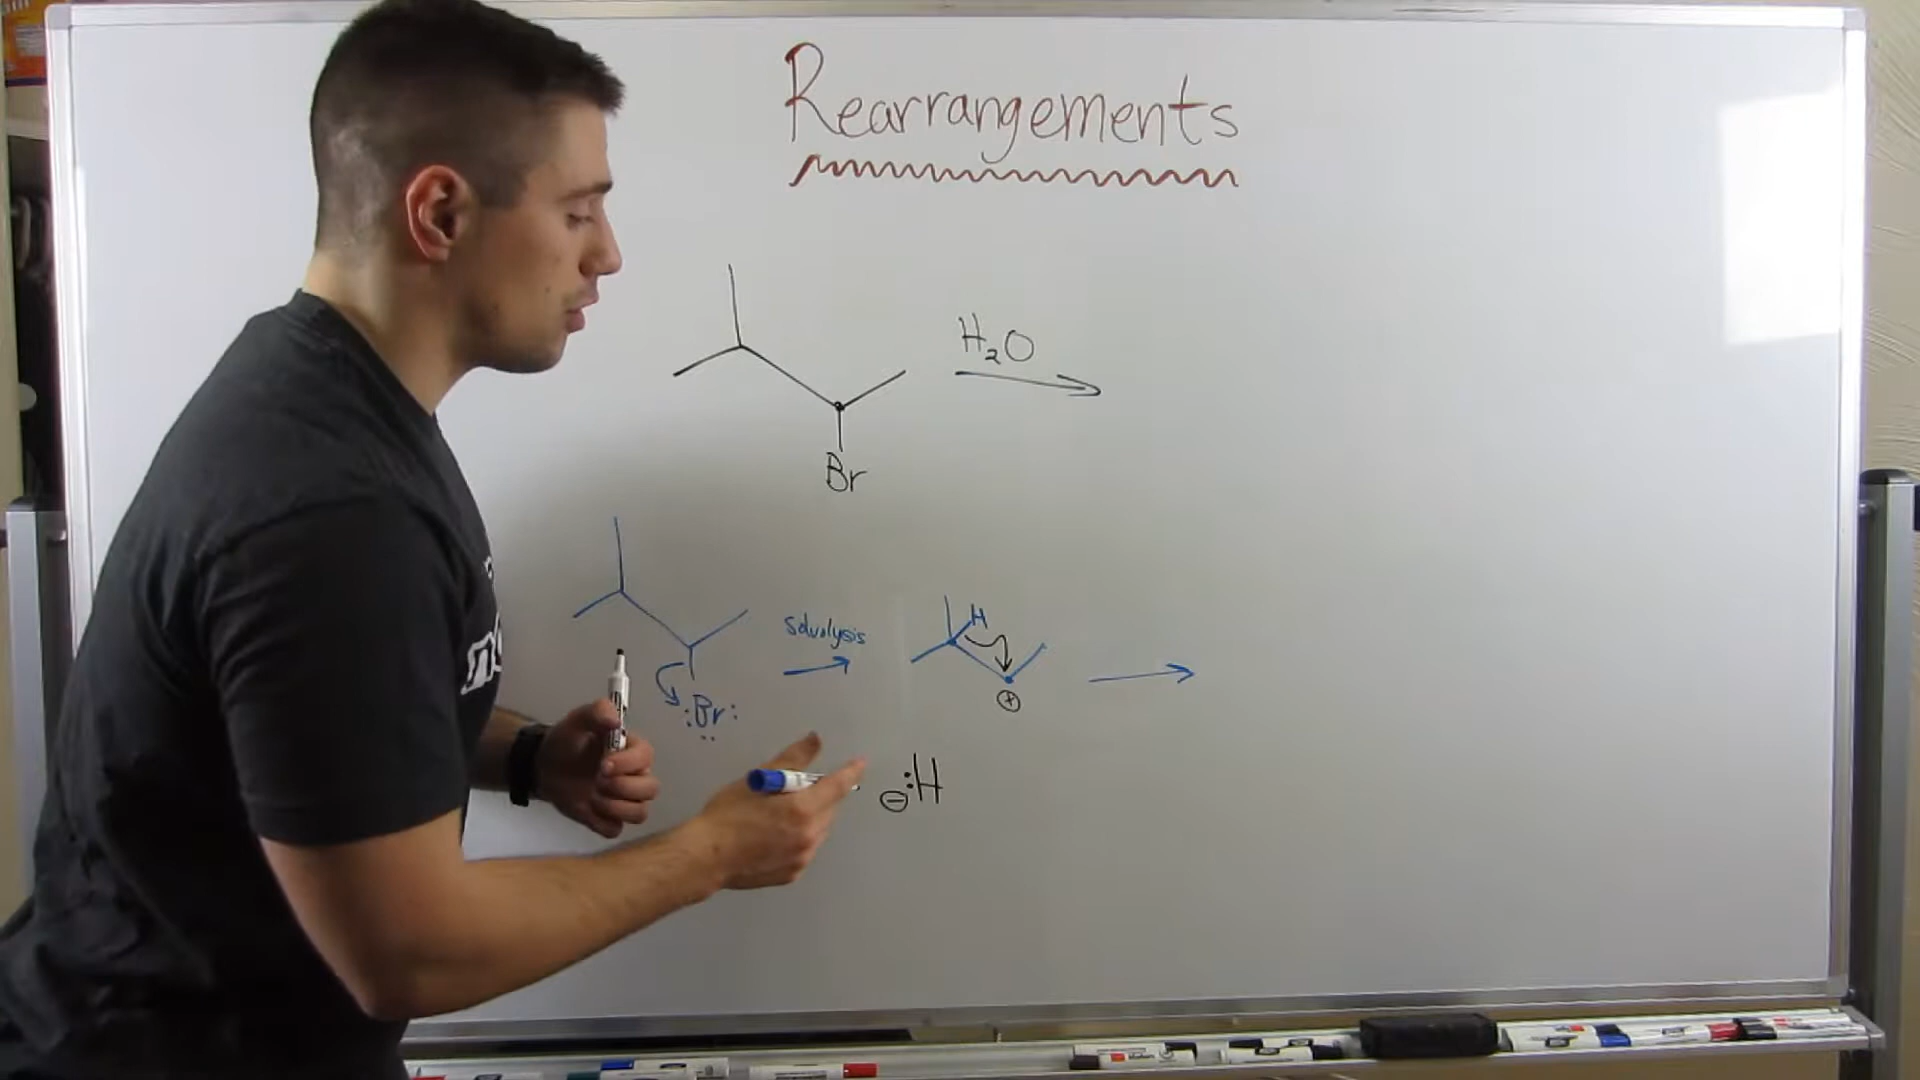 Rearrangements
H₂O
Br
Solvolysis
H
:Br:
⊕
⊖:H